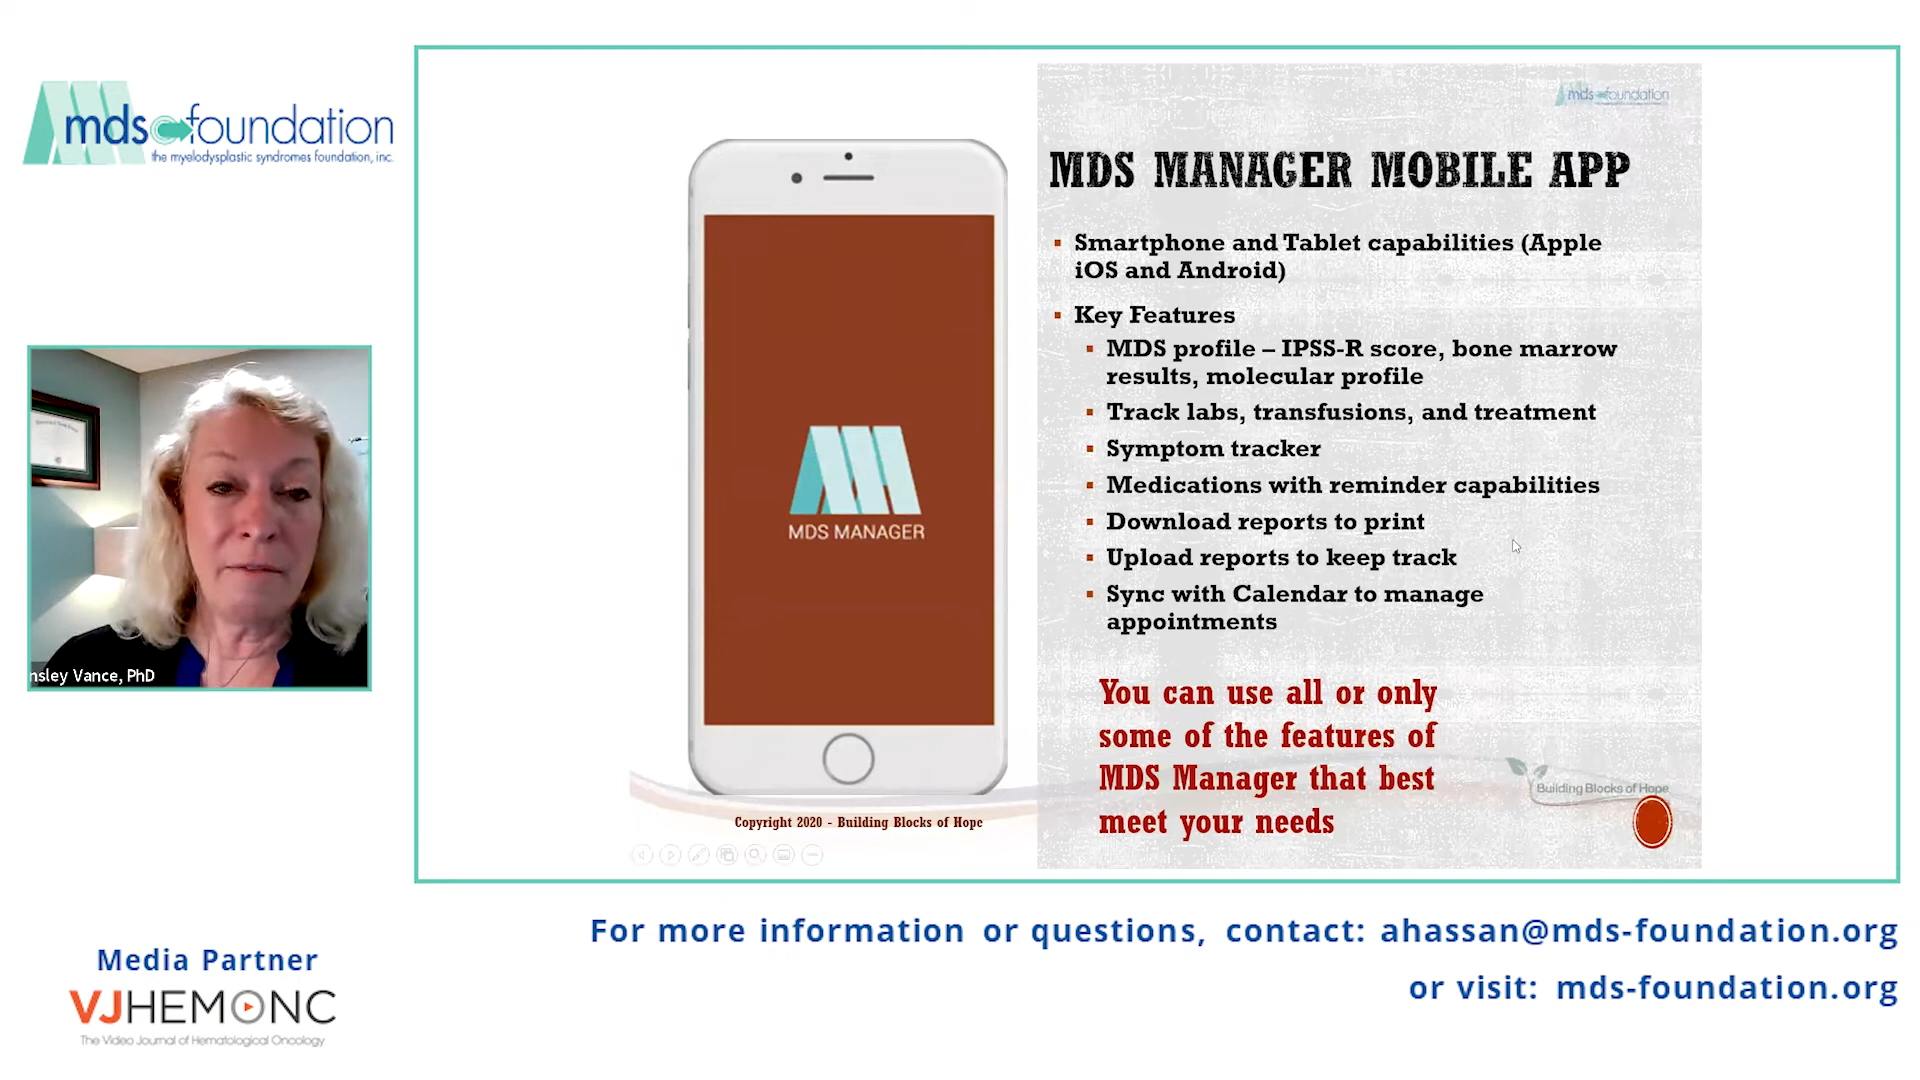 mds foundation
the myelodysplastic syndromes foundation, inc.
nsley Vance, PhD
Media Partner
VJHEMONC
The Video Journal of Hematological Oncology
MDS MANAGER
Copyright 2020 - Building Blocks of Hope
mds foundation
MDS MANAGER MOBILE APP
Smartphone and Tablet capabilities (Apple
iOS and Android)
Key Features
MDS profile – IPSS-R score, bone marrow
results, molecular profile
Track labs, transfusions, and treatment
Symptom tracker
Medications with reminder capabilities
Download reports to print
Upload reports to keep track
Sync with Calendar to manage
appointments
You can use all or only
some of the features of
MDS Manager that best
meet your needs
Building Blocks of Hope
For more information or questions, contact: ahassan@mds-foundation.org
or visit: mds-foundation.org